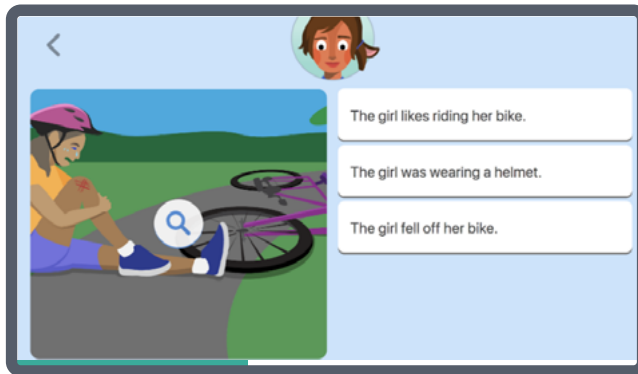 The girl likes riding her bike.
The girl was wearing a helmet.
The girl fell off her bike.